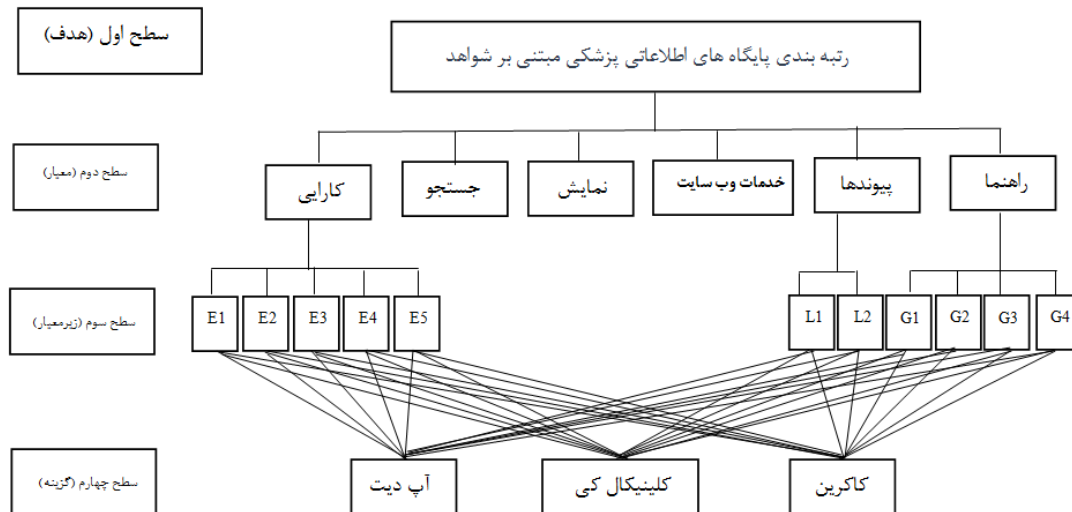 سطح اول (هدف)
رتبه بندی پایگاه های اطلاعاتی پزشکی مبتنی بر شواهد
سطح دوم (معیار)
راهنما
پیوندها
خدمات وب سایت
نمایش
جستجو
کارایی
سطح سوم (زیرمعیار)
E1 E2 E3 E4 E5 L1 L2 G1 G2 G3 G4
سطح چهارم (گزینه)
کاکرین
کلینیکال کی
آپ دیت